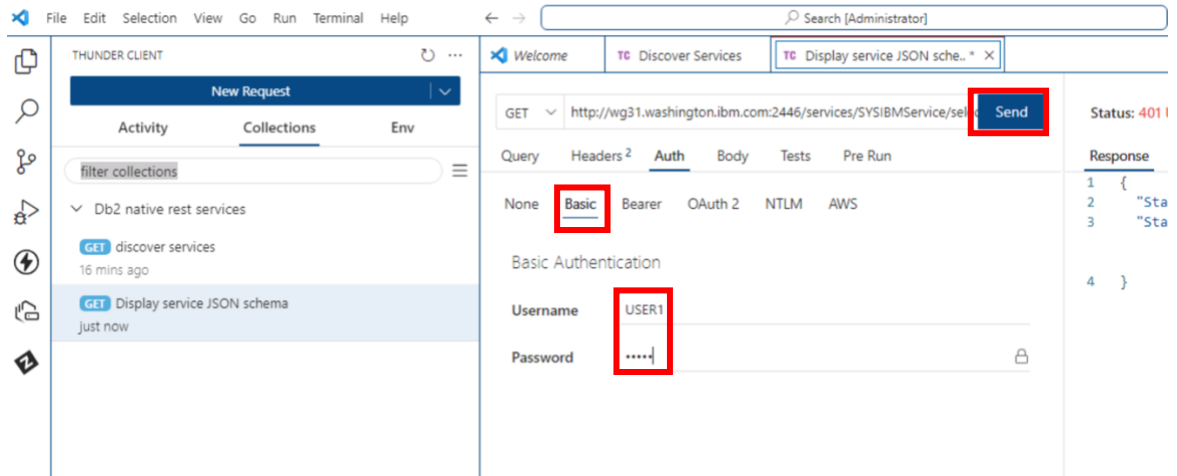 File Edit Selection View Go Run Terminal Help
Search [Administrator]
THUNDER CLIENT
New Request
Activity Collections Env
filter collections
Db2 native rest services
GET discover services
16 mins ago
GET Display service JSON schema
just now
Welcome
TC Discover Services
TC Display service JSON sche.. *
GET http://wg31.washington.ibm.com:2446/services/SYSIBMService/sele Send
Query Headers 2 Auth Body Tests Pre Run
None Basic Bearer OAuth 2 NTLM AWS
Basic Authentication
Username USER1
Password •••••
Status: 401 U
Response
1 {
2 "Sta
3 "Sta
4 }